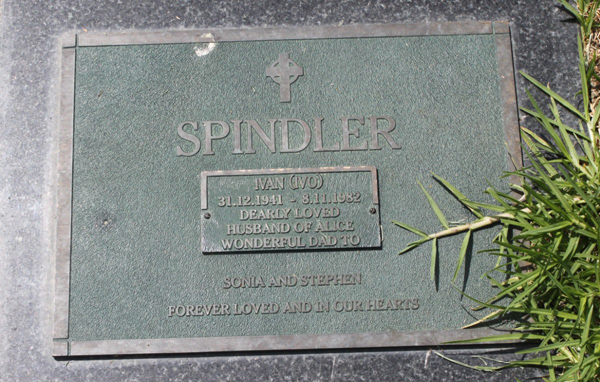 SPINDLER
IVAN (IVO)
31.12.1941 - 8.11.1982
DEARLY LOVED
HUSBAND OF ALICE
WONDERFUL DAD TO
SONIA AND STEPHEN
FOREVER LOVED AND IN OUR HEARTS